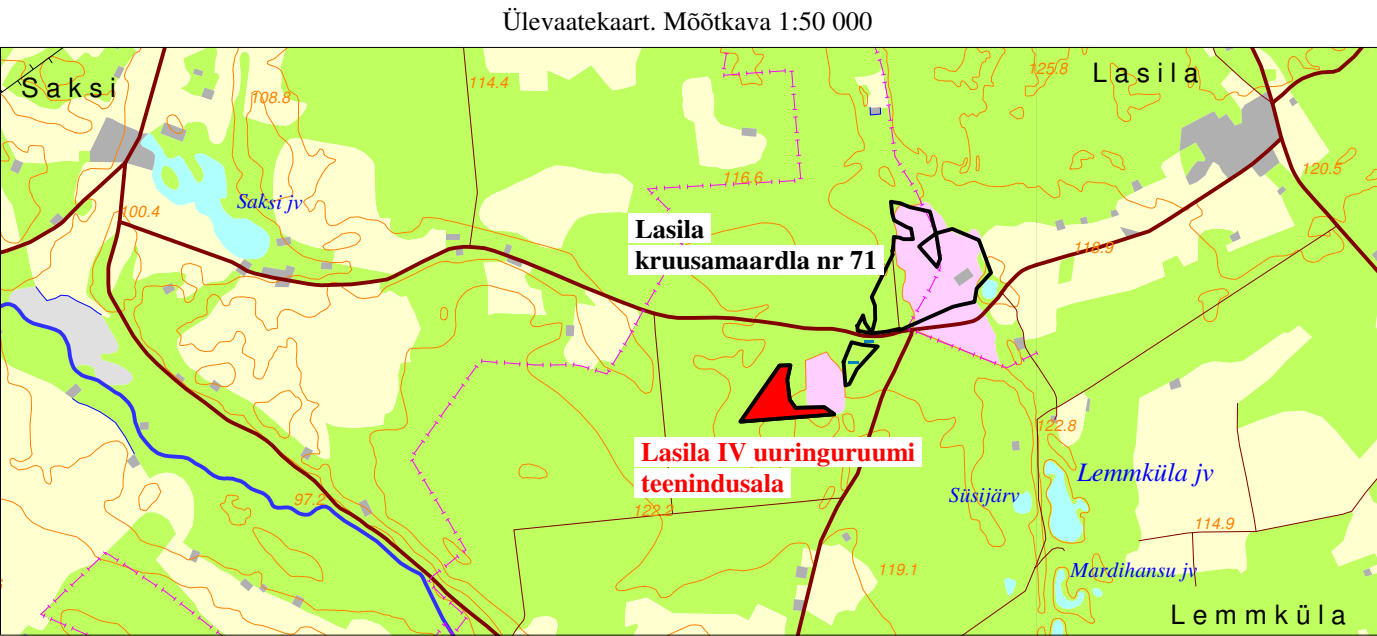 Ülevaatekaart. Mõõtkava 1:50 000
Saksi
108.8
114.4
125.8
Lasila
116.6
120.5
Saksi jv
100.4
Lasila
kruusamaardla nr 71
118.9
122.8
Lasila IV uuringuruumi
teenindusala
Lemmküla jv
Süsijärv
97.2
122.2
114.9
119.1
Mardihansu jv
Lemmküla